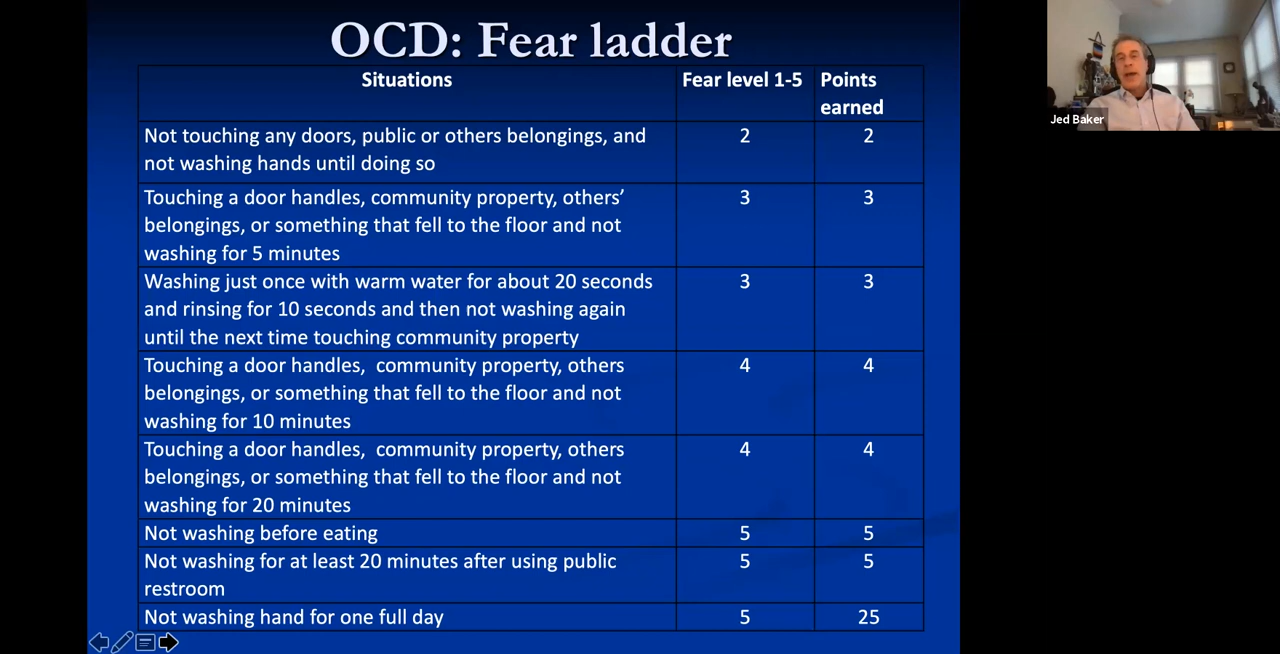 OCD: Fear ladder
Situations
Fear level 1-5
Points
earned
Not touching any doors, public or others belongings, and
not washing hands until doing so
2
2
Touching a door handles, community property, others’
belongings, or something that fell to the floor and not
washing for 5 minutes
3
3
Washing just once with warm water for about 20 seconds
and rinsing for 10 seconds and then not washing again
until the next time touching community property
3
3
Touching a door handles,  community property, others
belongings, or something that fell to the floor and not
washing for 10 minutes
4
4
Touching a door handles,  community property, others
belongings, or something that fell to the floor and not
washing for 20 minutes
4
4
Not washing before eating
5
5
Not washing for at least 20 minutes after using public
restroom
5
5
Not washing hand for one full day
5
25
Jed Baker